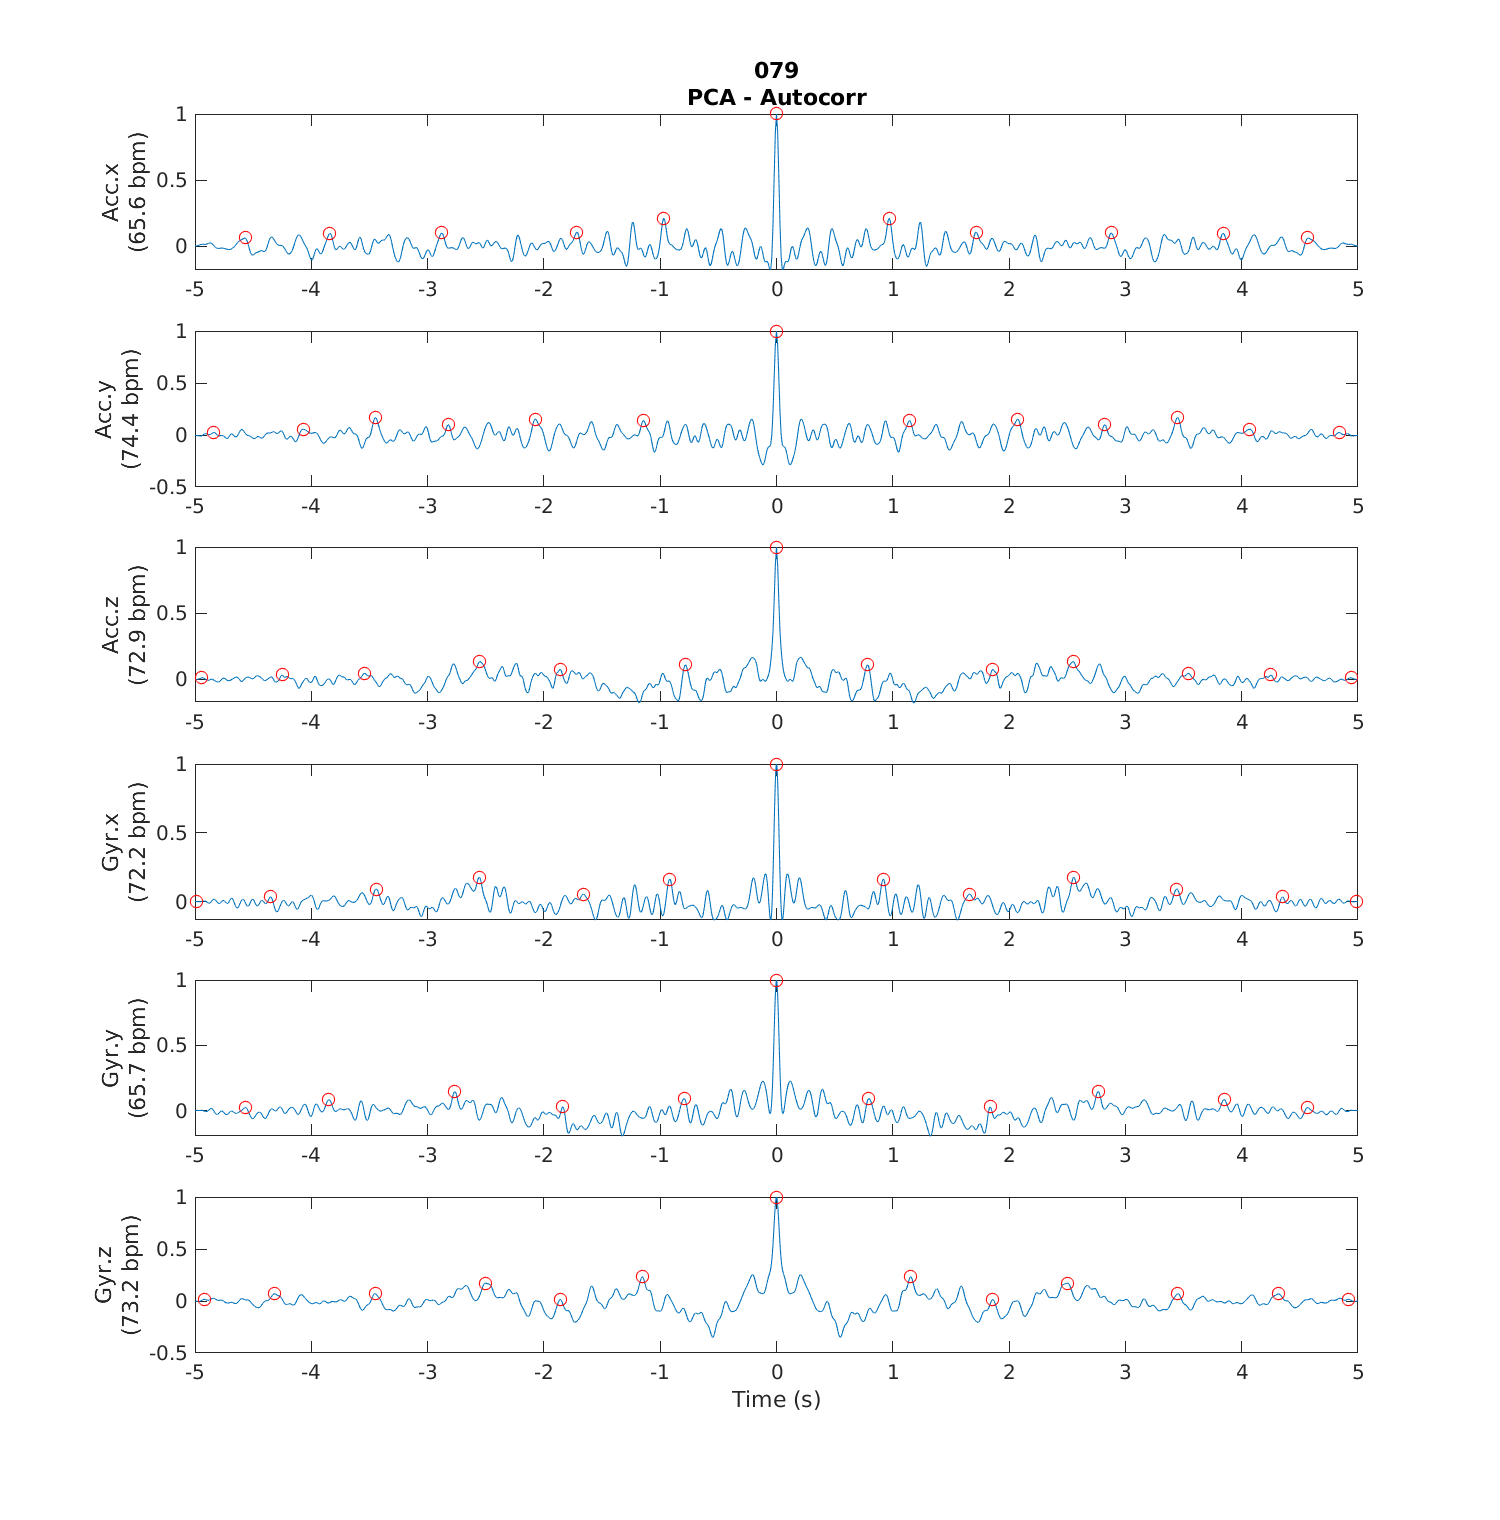 079
PCA - Autocorr
Acc.x
(65.6 bpm)
1
0.5
0
-5 -4 -3 -2 -1 0 1 2 3 4 5
Acc.y
(74.4 bpm)
1
0.5
0
-0.5
-5 -4 -3 -2 -1 0 1 2 3 4 5
Acc.z
(72.9 bpm)
1
0.5
0
-5 -4 -3 -2 -1 0 1 2 3 4 5
Gyr.x
(72.2 bpm)
1
0.5
0
-5 -4 -3 -2 -1 0 1 2 3 4 5
Gyr.y
(65.7 bpm)
1
0.5
0
-5 -4 -3 -2 -1 0 1 2 3 4 5
Gyr.z
(73.2 bpm)
1
0.5
0
-0.5
-5 -4 -3 -2 -1 0 1 2 3 4 5
Time (s)